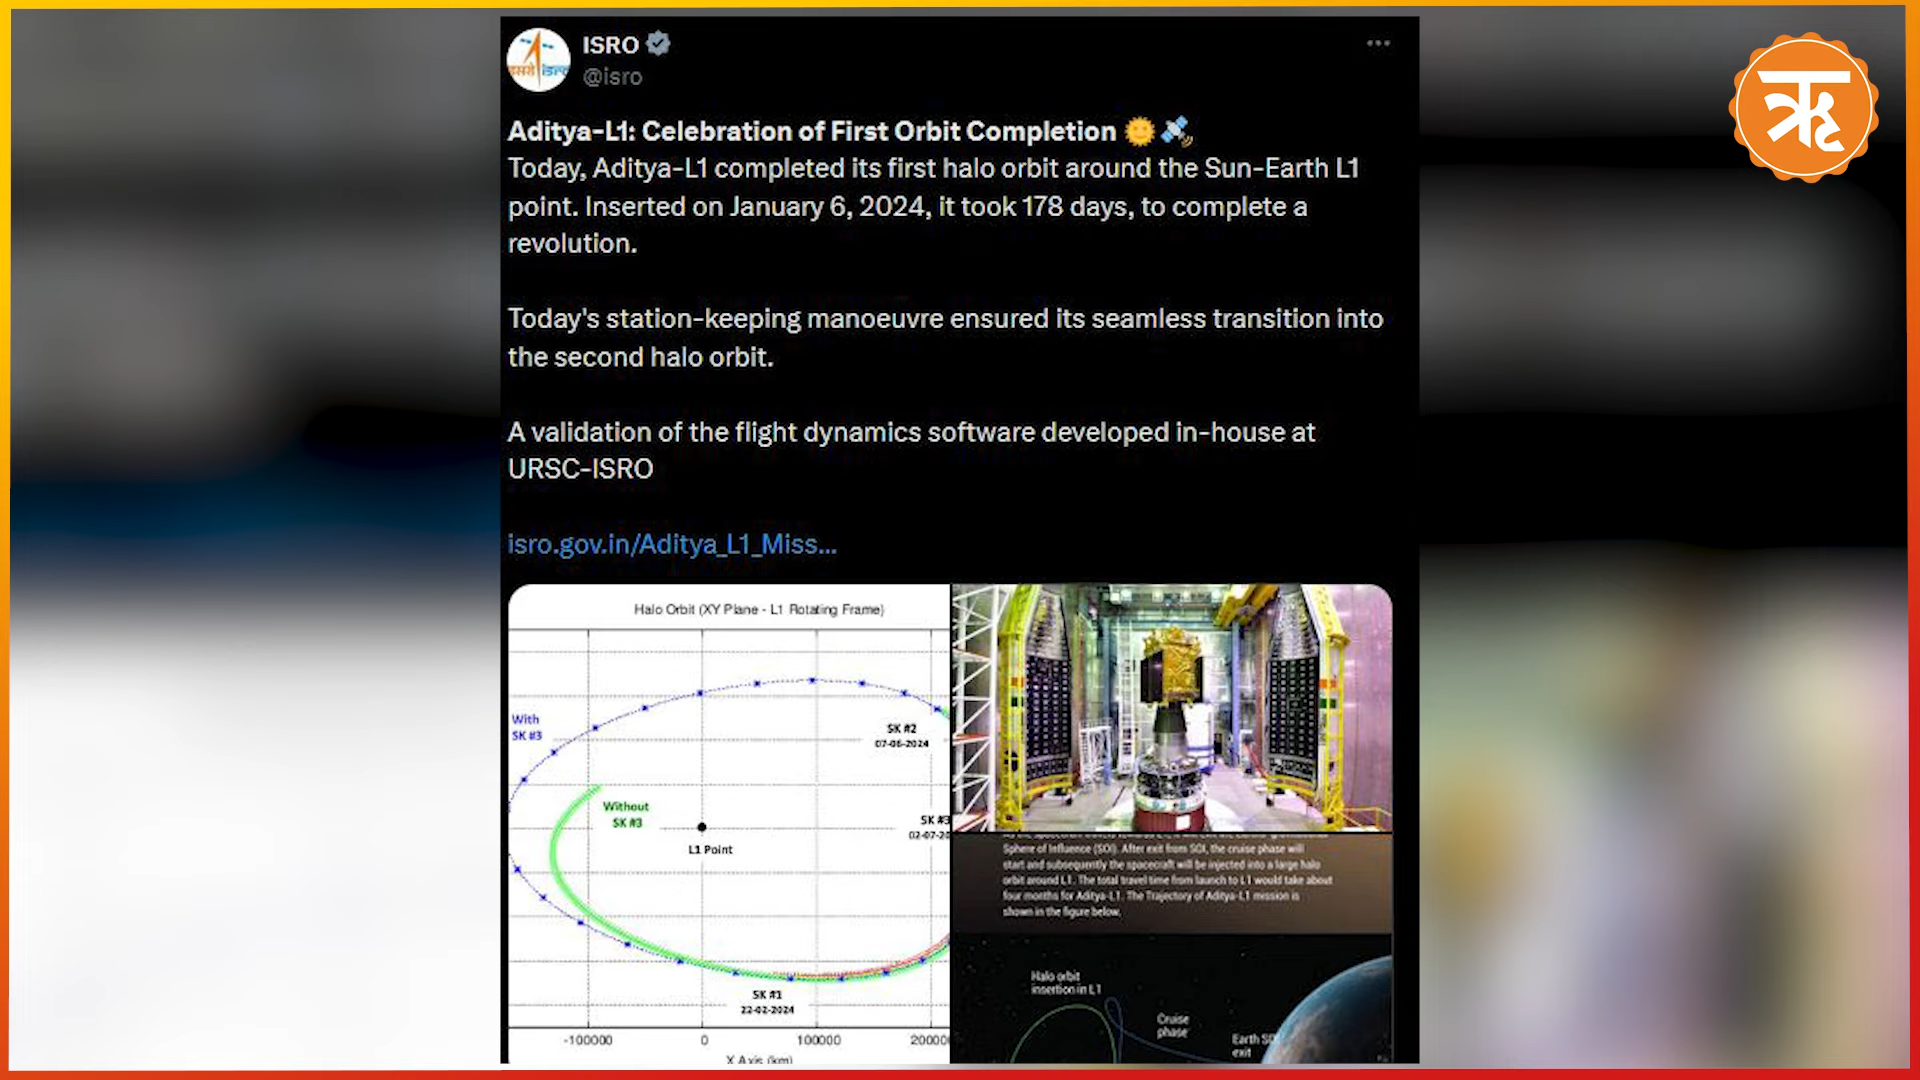 ISRO
@isro
Aditya-L1: Celebration of First Orbit Completion
Today, Aditya-L1 completed its first halo orbit around the Sun-Earth L1
point. Inserted on January 6, 2024, it took 178 days, to complete a
revolution.
Today's station-keeping manoeuvre ensured its seamless transition into
the second halo orbit.
A validation of the flight dynamics software developed in-house at
URSC-ISRO
isro.gov.in/Aditya_L1_Miss...
Halo Orbit (XY Plane - L1 Rotating Frame)
With
SK #3
SK #2
07-06-2024
Without
SK #3
SK #3
02-07-20
L1 Point
SK #1
22-02-2024
-100000 0 100000 20000
X Axis (km)
Sphere of Influence (SOI). After exit from SOI, the cruise phase will
start and subsequently the spacecraft will be injected into a large halo
orbit around L1. The total travel time from launch to L1 would take about
four months for Aditya-L1. The Trajectory of Aditya-L1 mission is
shown in the figure below.
Halo orbit
insertion in L1
Cruise
phase
Earth SOI
exit
ऋ